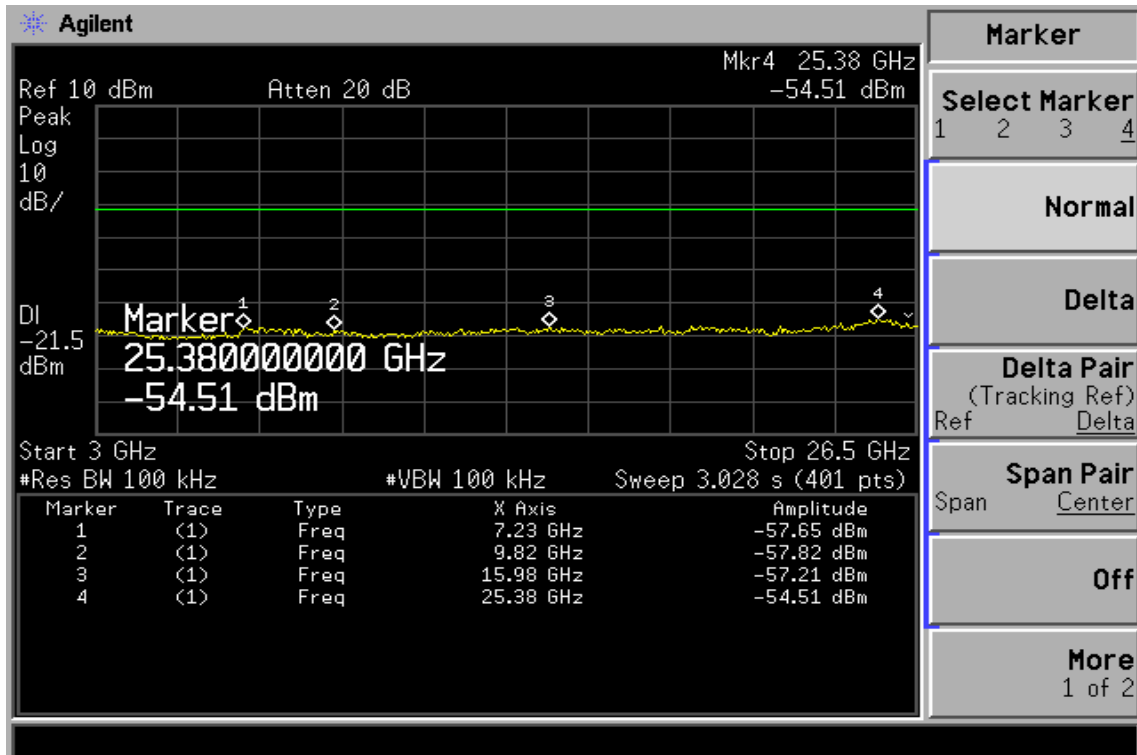 Agilent
Mkr4 25.38 GHz
Ref 10 dBm Atten 20 dB -54.51 dBm
Peak
Log
10
dB/
1 2 3 4
DI
-21.5
dBm
Marker
25.380000000 GHz
-54.51 dBm
Start 3 GHz Stop 26.5 GHz
#Res BW 100 kHz #VBW 100 kHz Sweep 3.028 s (401 pts)
Marker Trace Type X Axis Amplitude
1 (1) Freq 7.23 GHz -57.65 dBm
2 (1) Freq 9.82 GHz -57.82 dBm
3 (1) Freq 15.98 GHz -57.21 dBm
4 (1) Freq 25.38 GHz -54.51 dBm
Marker
Select Marker
1 2 3 4
Normal
Delta
Delta Pair
(Tracking Ref)
Ref Delta
Span Pair
Span Center
Off
More
1 of 2